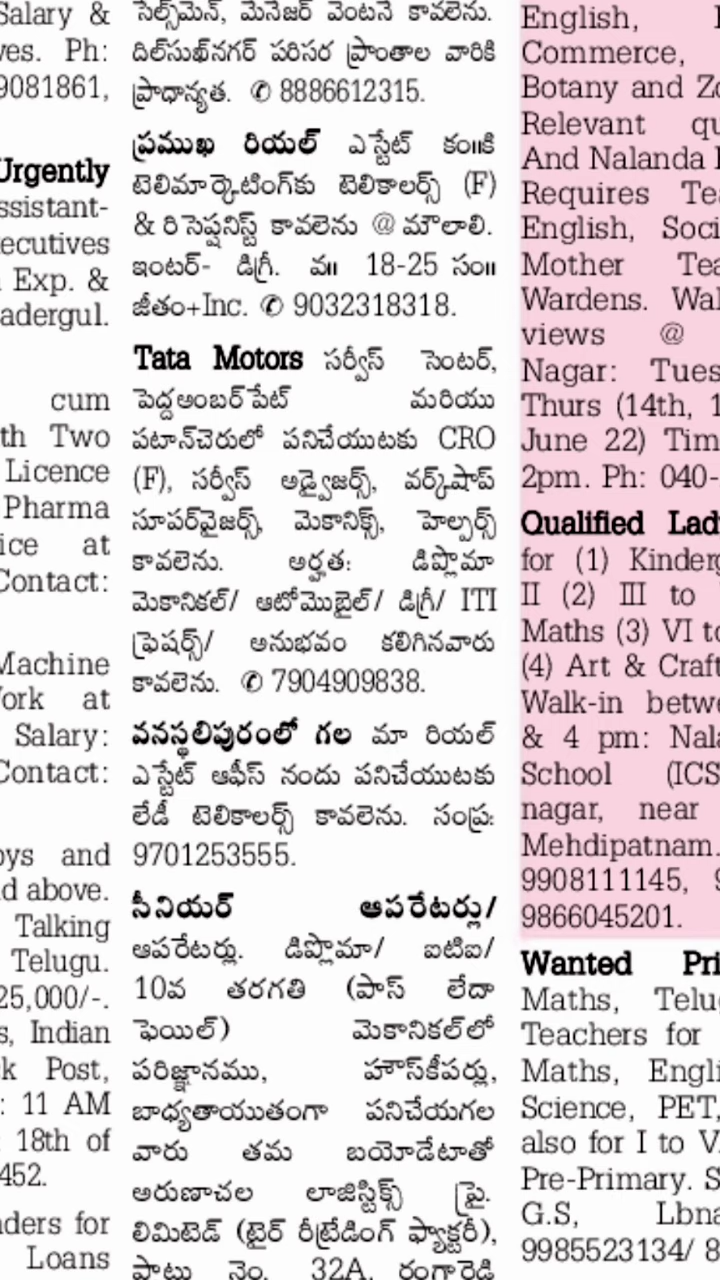 Salary &
ves. Ph:
9081861,
Urgently
ssistant-
xecutives
Exp. &
adergul.
cum
th Two
Licence
Pharma
ice at
Contact:
Machine
ork at
Salary:
Contact:
oys and
d above.
Talking
Telugu.
25,000/-.
s, Indian
k Post,
: 11 AM
18th of
452.
nders for
Loans
సేల్స్‌మెన్, మేనేజర్ వెంటనే కావలెను.
దిల్‌సుఖ్‌నగర్ పరిసర ప్రాంతాల వారికి
ప్రాధాన్యత. ✆ 8886612315.
ప్రముఖ రియల్ ఎస్టేట్ కం॥కి
టెలిమార్కెటింగ్‌కు టెలికాలర్స్ (F)
& రిసెప్షనిస్ట్ కావలెను @ మౌలాలి.
ఇంటర్- డిగ్రీ. వ॥ 18-25 సం॥
జీతం+Inc. ✆ 9032318318.
Tata Motors సర్వీస్ సెంటర్,
పెద్దఅంబర్‌పేట్ మరియు
పటాన్‌చెరులో పనిచేయుటకు CRO
(F), సర్వీస్ అడ్వైజర్స్, వర్క్‌షాప్
సూపర్‌వైజర్స్, మెకానిక్స్, హెల్పర్స్
కావలెను. అర్హత: డిప్లొమా
మెకానికల్/ ఆటోమొబైల్/ డిగ్రీ/ ITI
ఫ్రెషర్స్/ అనుభవం కలిగినవారు
కావలెను. ✆ 7904909838.
వనస్థలిపురంలో గల మా రియల్
ఎస్టేట్ ఆఫీస్ నందు పనిచేయుటకు
లేడీ టెలికాలర్స్ కావలెను. సంప్ర:
9701253555.
సీనియర్ ఆపరేటర్లు/
ఆపరేటర్లు. డిప్లొమా/ ఐటిఐ/
10వ తరగతి (పాస్ లేదా
ఫెయిల్) మెకానికల్‌లో
పరిజ్ఞానము, హౌస్‌కీపర్లు,
బాధ్యతాయుతంగా పనిచేయగల
వారు తమ బయోడేటాతో
అరుణాచల లాజిస్టిక్స్ ప్రై.
లిమిటెడ్ (టైర్ రీట్రేడింగ్ ఫ్యాక్టరీ),
ప్లాటు నెం. 32A, రంగారెడ్డి
English,
Commerce,
Botany and Zo
Relevant qu
And Nalanda
Requires Tea
English, Soci
Mother Tea
Wardens. Wal
views @
Nagar: Tues
Thurs (14th, 1
June 22) Tim
2pm. Ph: 040-
Qualified Lad
for (1) Kinderg
II (2) III to
Maths (3) VI to
(4) Art & Craft
Walk-in betwe
& 4 pm: Nala
School (ICS
nagar, near
Mehdipatnam.
9908111145, 9
9866045201.
Wanted Pri
Maths, Telug
Teachers for
Maths, Engli
Science, PET,
also for I to V
Pre-Primary. S
G.S, Lbna
9985523134/ 8